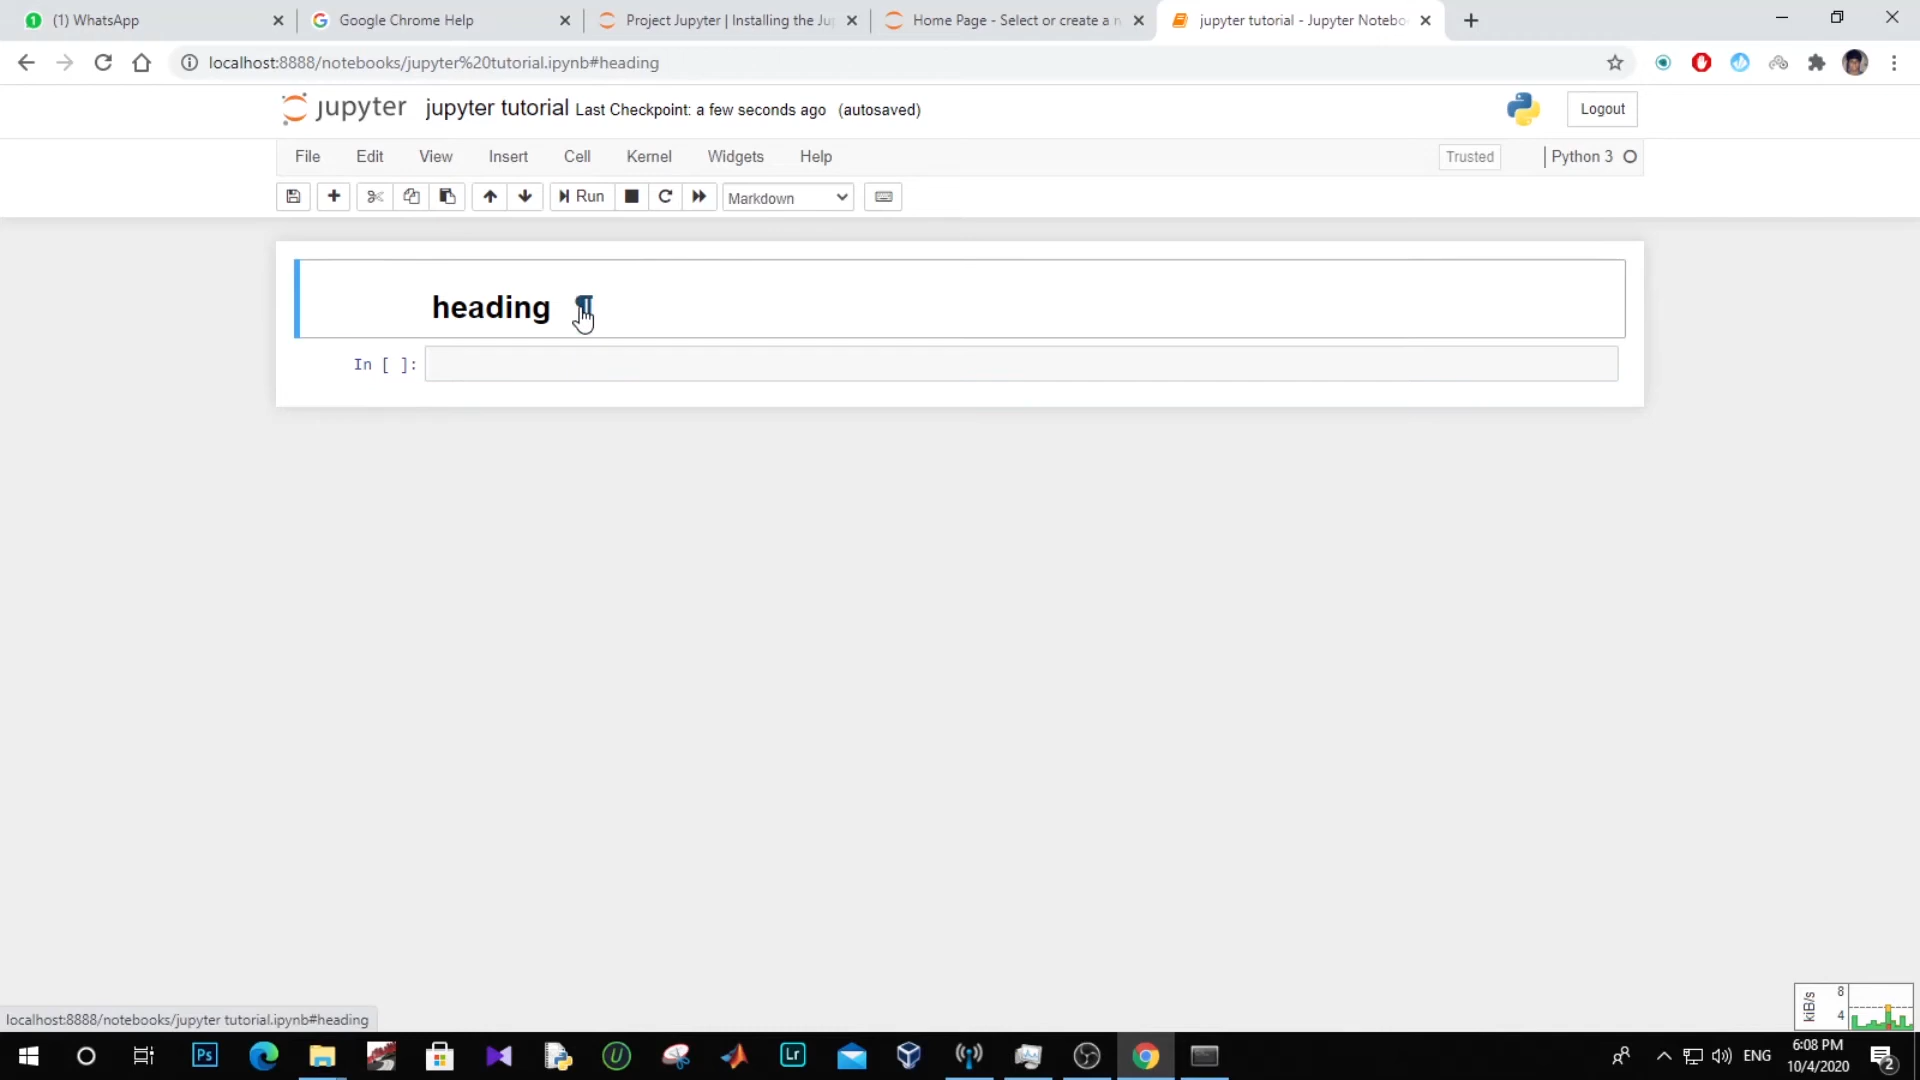 (1) WhatsApp
Google Chrome Help
Project Jupyter | Installing the Ju
Home Page - Select or create a n
jupyter tutorial - Jupyter Notebo
localhost:8888/notebooks/jupyter%20tutorial.ipynb#heading
jupyter jupyter tutorial Last Checkpoint: a few seconds ago (autosaved)
Logout
File Edit View Insert Cell Kernel Widgets Help
Trusted
Python 3
Run
Markdown
heading ¶
In [ ]:
kiB/s
8
4
localhost:8888/notebooks/jupyter tutorial.ipynb#heading
Ps
U
Lr
ENG
6:08 PM
10/4/2020
2